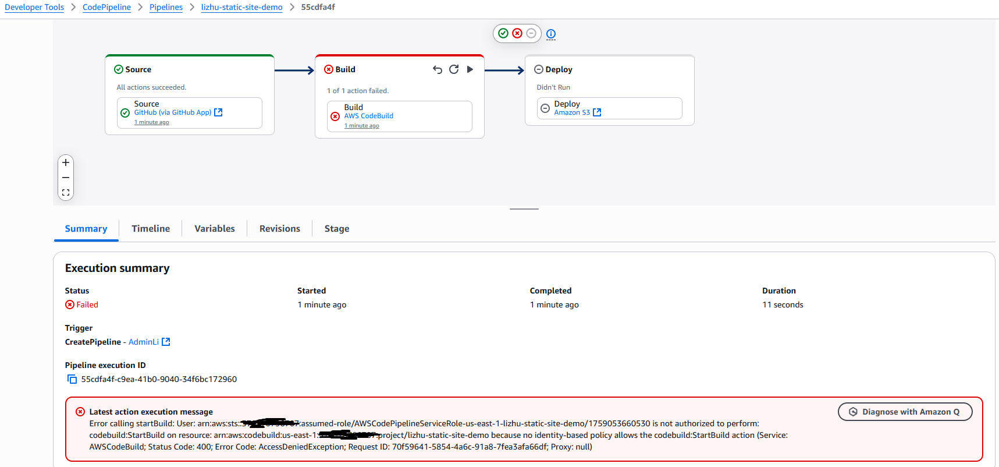 Developer Tools > CodePipeline > Pipelines > lizhu-static-site-demo > 55cdfa4f
Source
All actions succeeded.
Source
GitHub (via GitHub App)
1 minute ago
Build
1 of 1 action failed.
Build
AWS CodeBuild
1 minute ago
Deploy
Didn't Run
Deploy
Amazon S3
Summary Timeline Variables Revisions Stage
Execution summary
Status Started Completed Duration
Failed 1 minute ago 1 minute ago 11 seconds
Trigger
CreatePipeline - AdminLi
Pipeline execution ID
55cdfa4f-c9ea-41b0-9040-34f6bc172960
Latest action execution message
Diagnose with Amazon Q
Error calling startBuild: User: arn:aws:sts: :assumed-role/AWSCodePipelineServiceRole-us-east-1-lizhu-static-site-demo/1759053660530 is not authorized to perform:
codebuild:StartBuild on resource: arn:aws:codebuild:us-east-1: :project/lizhu-static-site-demo because no identity-based policy allows the codebuild:StartBuild action (Service:
AWSCodeBuild; Status Code: 400; Error Code: AccessDeniedException; Request ID: 70f59641-5854-4a6c-91a8-7fea3afa66df; Proxy: null)